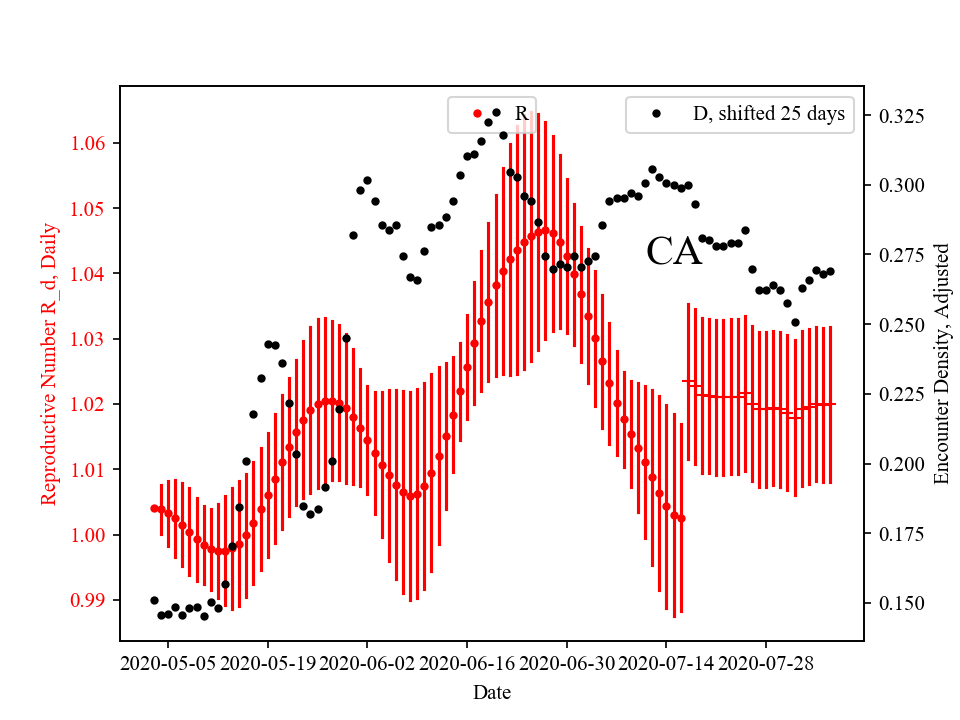 R
D, shifted 25 days
1.06
1.05
1.04
1.03
1.02
1.01
1.00
0.99
Reproductive Number R_d, Daily
CA
0.325
0.300
0.275
0.250
0.225
0.200
0.175
0.150
Encounter Density, Adjusted
2020-05-05 2020-05-19 2020-06-02 2020-06-16 2020-06-30 2020-07-14 2020-07-28
Date